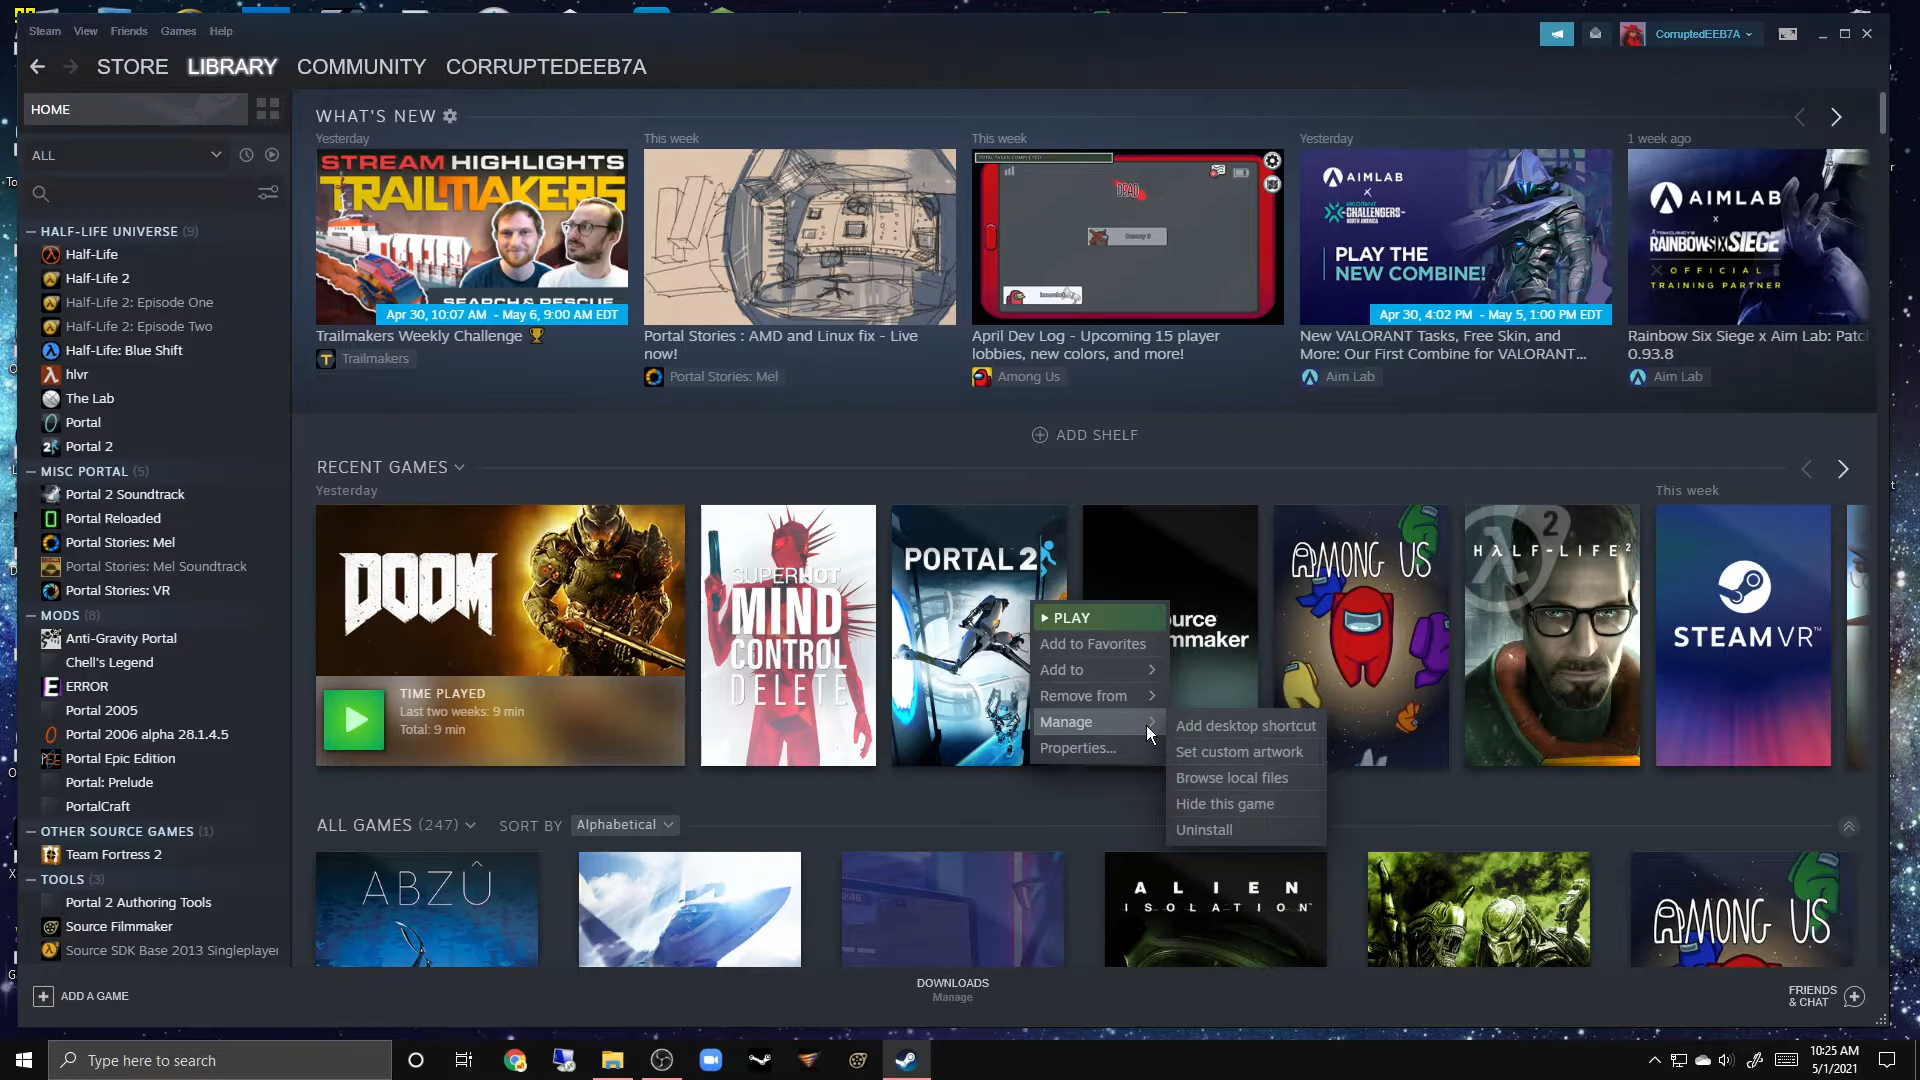 Steam View Friends Games Help
CorruptedEEB7A
STORE LIBRARY COMMUNITY CORRUPTEDEEB7A
HOME
ALL
HALF-LIFE UNIVERSE (9)
Half-Life
Half-Life 2
Half-Life 2: Episode One
Half-Life 2: Episode Two
Half-Life: Blue Shift
hlvr
The Lab
Portal
Portal 2
MISC PORTAL (5)
Portal 2 Soundtrack
Portal Reloaded
Portal Stories: Mel
Portal Stories: Mel Soundtrack
Portal Stories: VR
MODS (8)
Anti-Gravity Portal
Chell's Legend
ERROR
Portal 2005
Portal 2006 alpha 28.1.4.5
Portal Epic Edition
Portal: Prelude
PortalCraft
OTHER SOURCE GAMES (1)
Team Fortress 2
TOOLS (3)
Portal 2 Authoring Tools
Source Filmmaker
Source SDK Base 2013 Singleplayer
ADD A GAME
WHAT'S NEW
Yesterday
STREAM HIGHLIGHTS
TRAILMAKERS
SEARCH & RESCUE
Apr 30, 10:07 AM - May 6, 9:00 AM EDT
Trailmakers Weekly Challenge
Trailmakers
This week
Portal Stories : AMD and Linux fix - Live
now!
Portal Stories: Mel
This week
TOTAL TASKS COMPLETED
DEAD
April Dev Log - Upcoming 15 player
lobbies, new colors, and more!
Among Us
Yesterday
AIMLAB
x
CHALLENGERS
NORTH AMERICA
PLAY THE
NEW COMBINE!
Apr 30, 4:02 PM - May 5, 1:00 PM EDT
New VALORANT Tasks, Free Skin, and
More: Our First Combine for VALORANT...
Aim Lab
1 week ago
AIMLAB
x
TOM CLANCY'S
RAINBOW SIX SIEGE
OFFICIAL
TRAINING PARTNER
Rainbow Six Siege x Aim Lab: Patch
0.93.8
Aim Lab
ADD SHELF
RECENT GAMES
Yesterday
This week
DOOM
TIME PLAYED
Last two weeks: 9 min
Total: 9 min
SUPERHOT
MIND
CONTROL
DELETE
PORTAL 2
urce
mmaker
AMONG US
HALF-LIFE 2
STEAMVR
PLAY
Add to Favorites
Add to
Remove from
Manage
Properties...
Add desktop shortcut
Set custom artwork
Browse local files
Hide this game
Uninstall
ALL GAMES (247) SORT BY Alphabetical
ABZÛ
ALIEN
ISOLATION
AMONG US
DOWNLOADS
Manage
FRIENDS
& CHAT
Type here to search
10:25 AM
5/1/2021